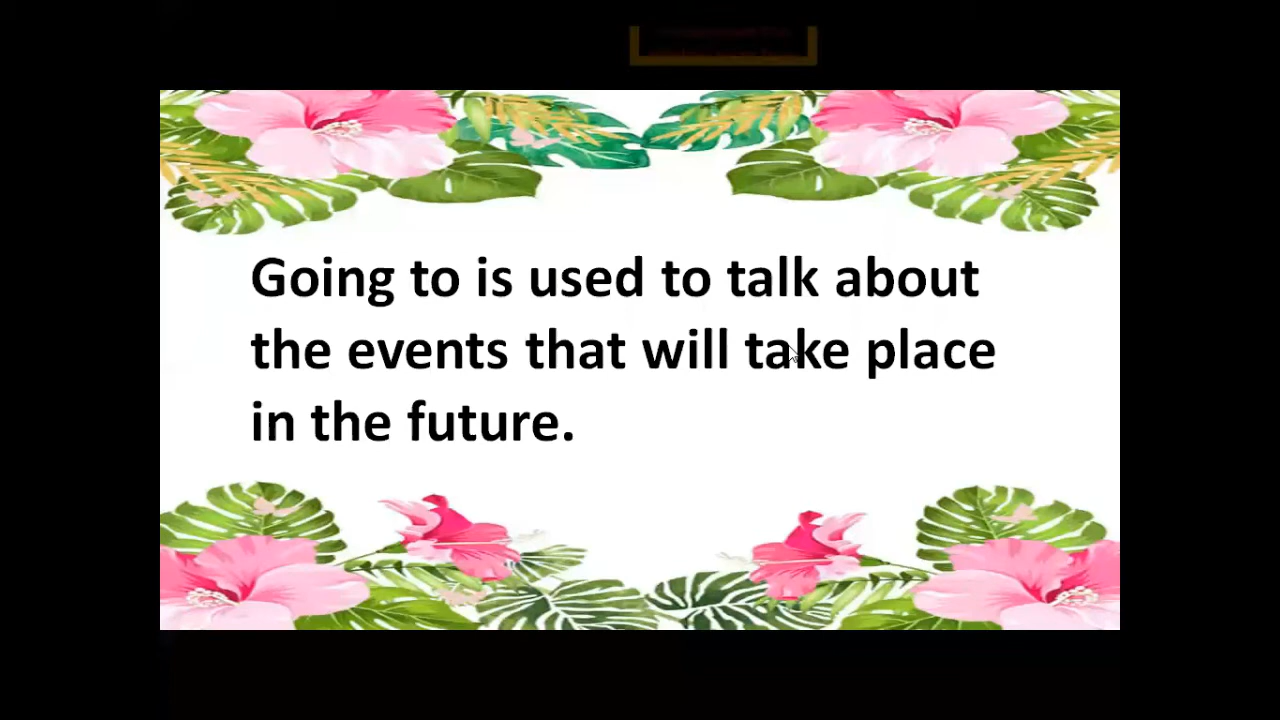 Going to is used to talk about
the events that will take place
in the future.